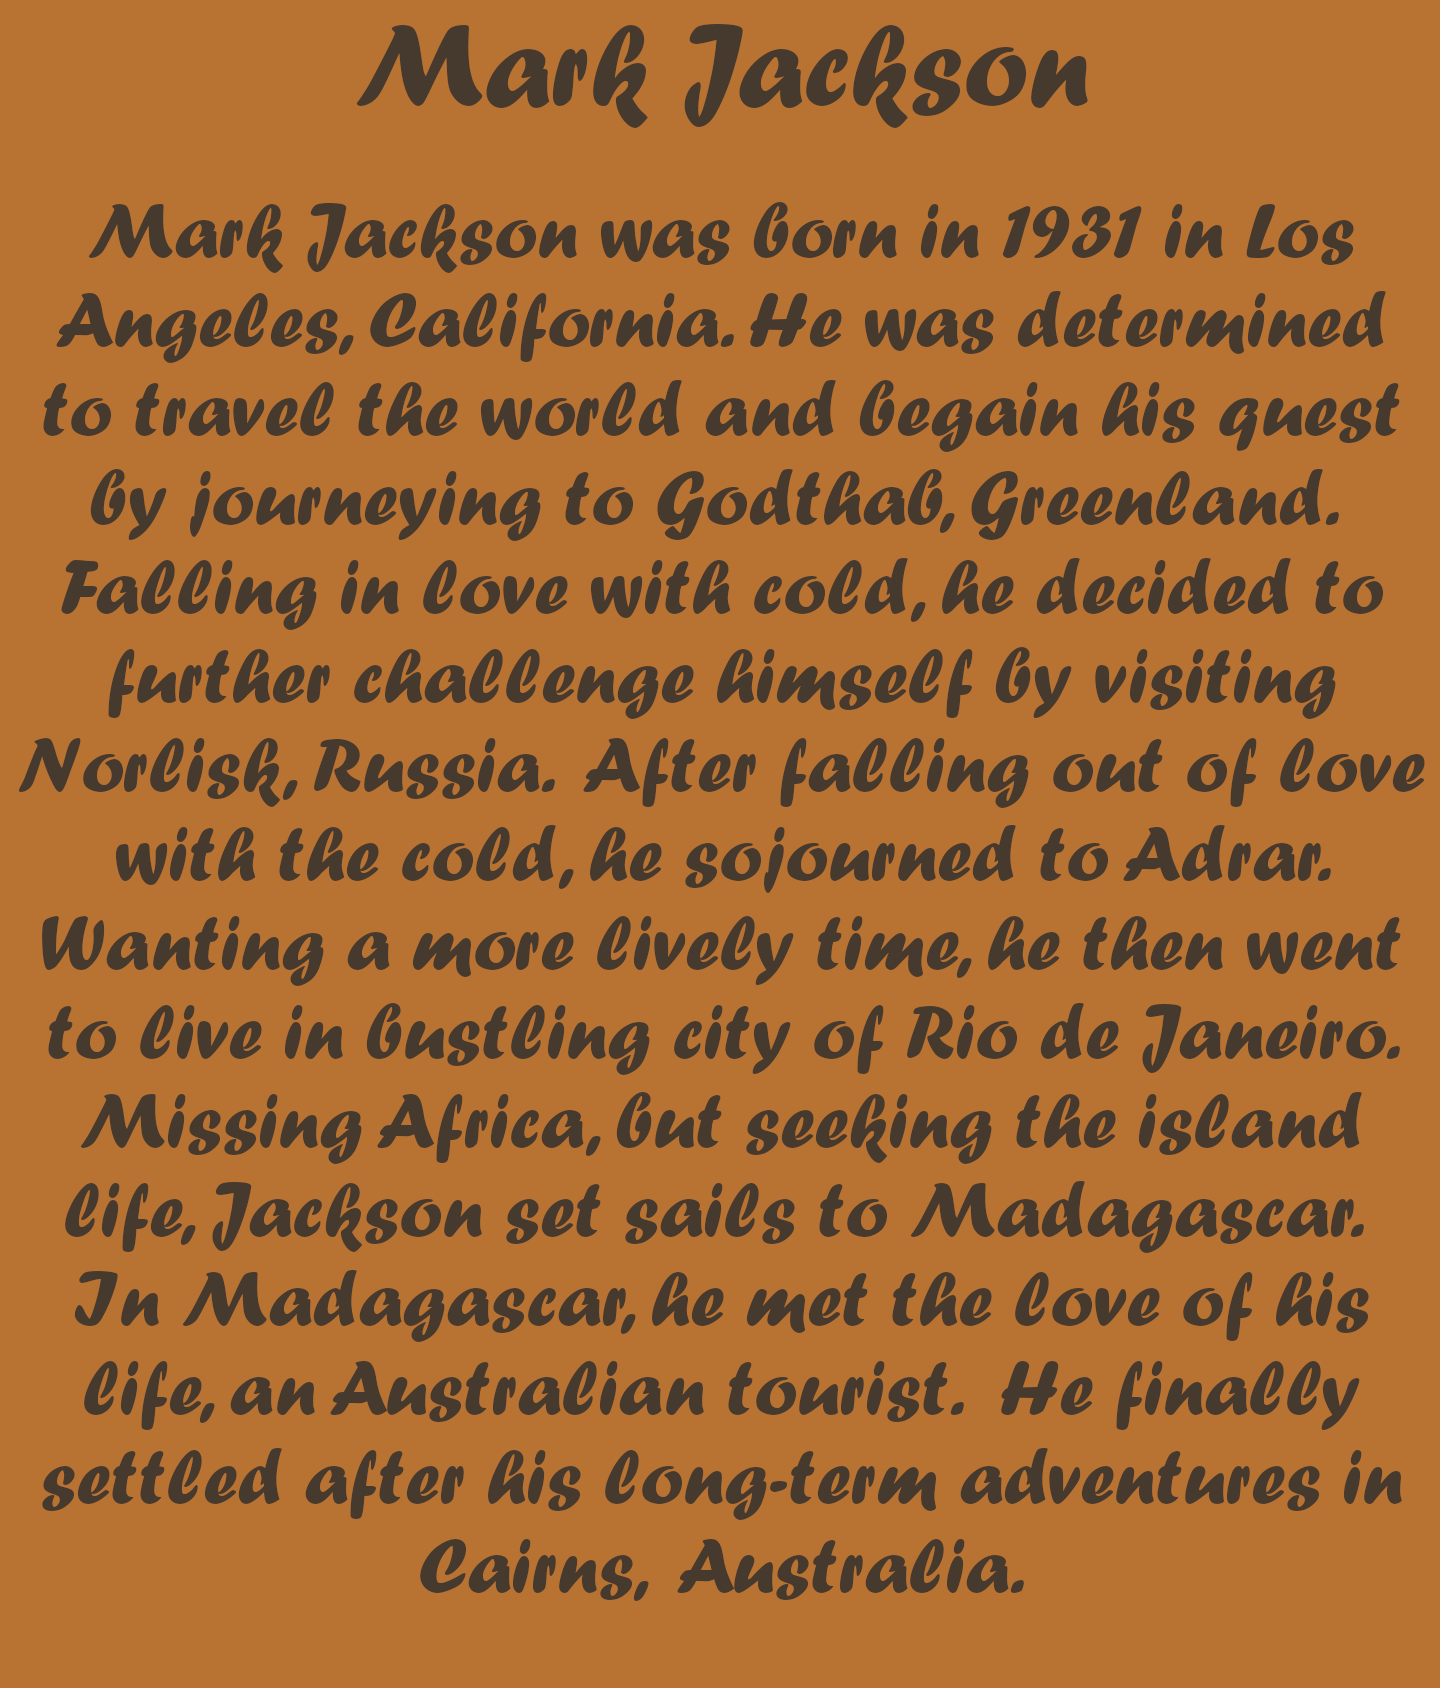 Mark Jackson
Mark Jackson was born in 1931 in Los
Angeles, California. He was determined
to travel the world and begain his quest
by journeying to Godthab, Greenland.
Falling in love with cold, he decided to
further challenge himself by visiting
Norlisk, Russia. After falling out of love
with the cold, he sojourned to Adrar.
Wanting a more lively time, he then went
to live in bustling city of Rio de Janeiro.
Missing Africa, but seeking the island
life, Jackson set sails to Madagascar.
In Madagascar, he met the love of his
life, an Australian tourist. He finally
settled after his long-term adventures in
Cairns, Australia.